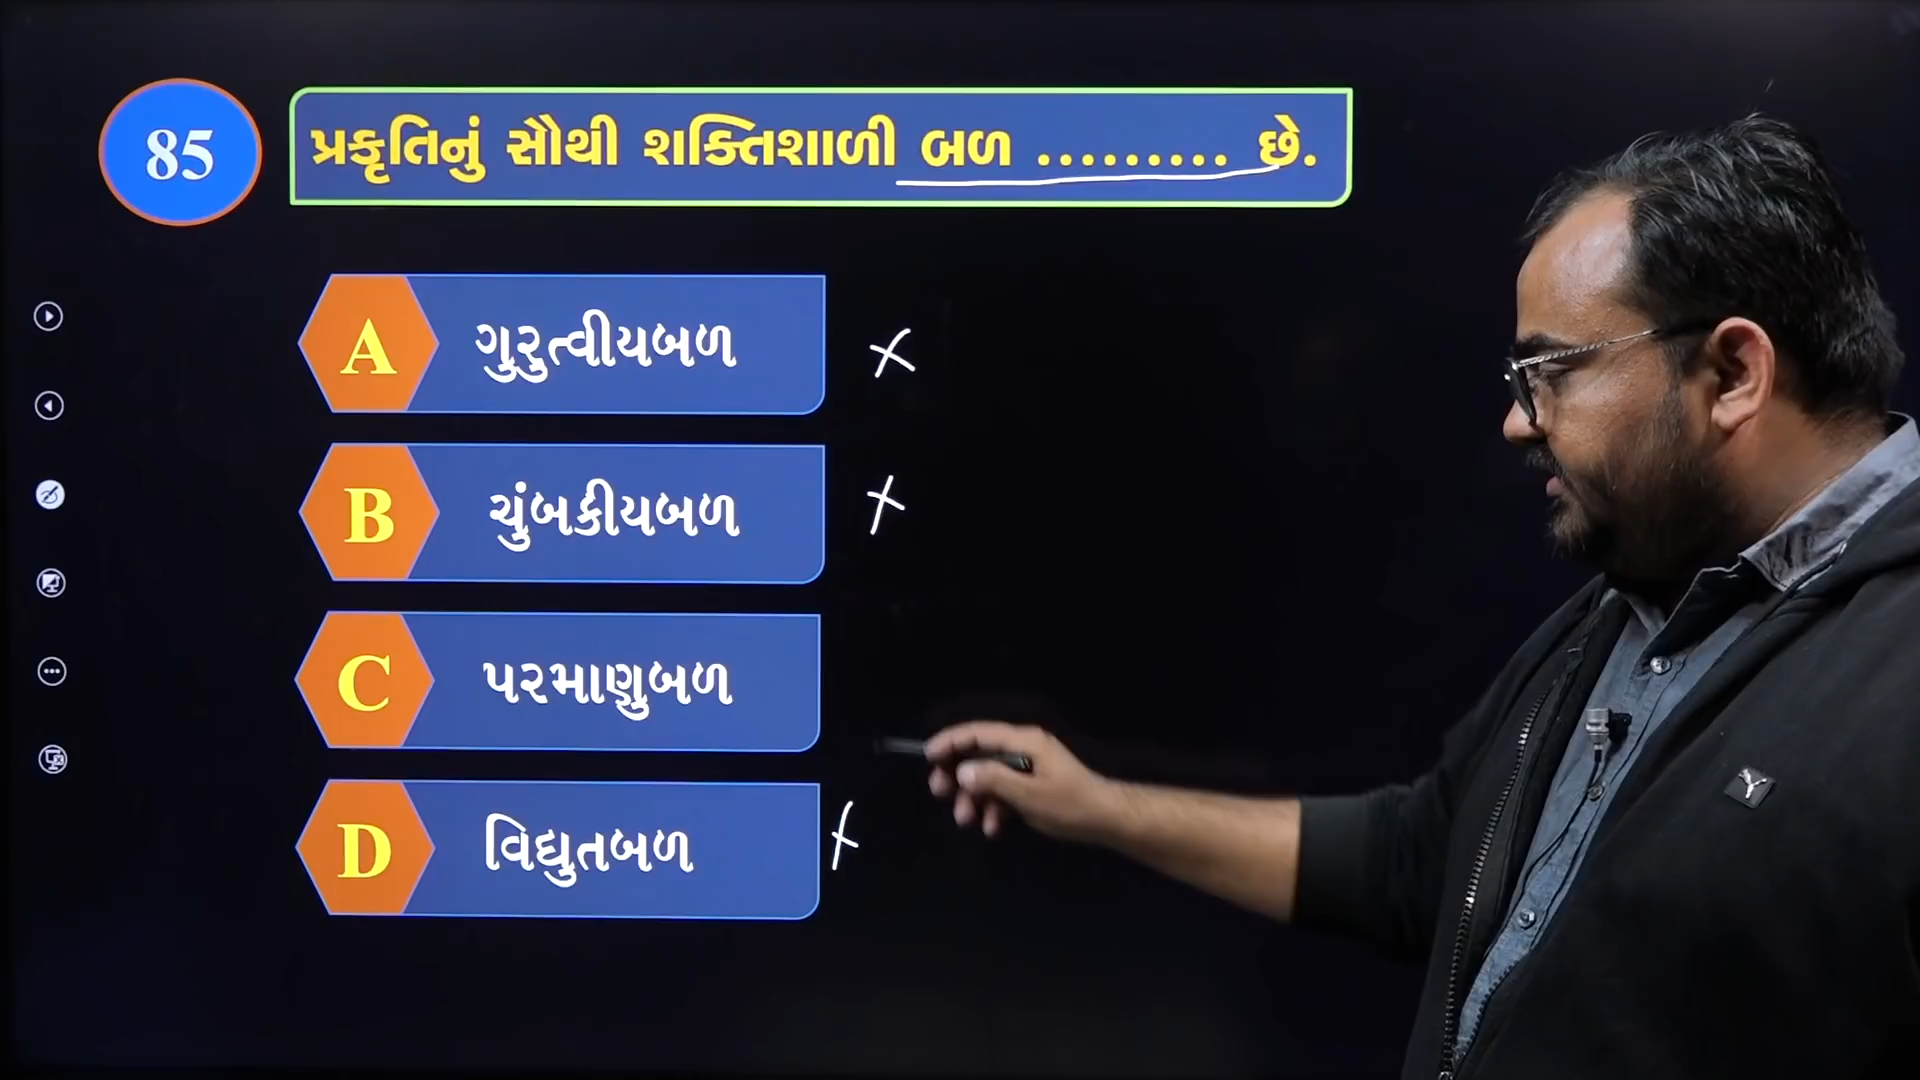 85
પ્રકૃતિનું સૌથી શક્તિશાળી બળ ......... છે.
A ગુરુત્વીયબળ
B ચુંબકીયબળ
C પરમાણુબળ
D વિદ્યુતબળ